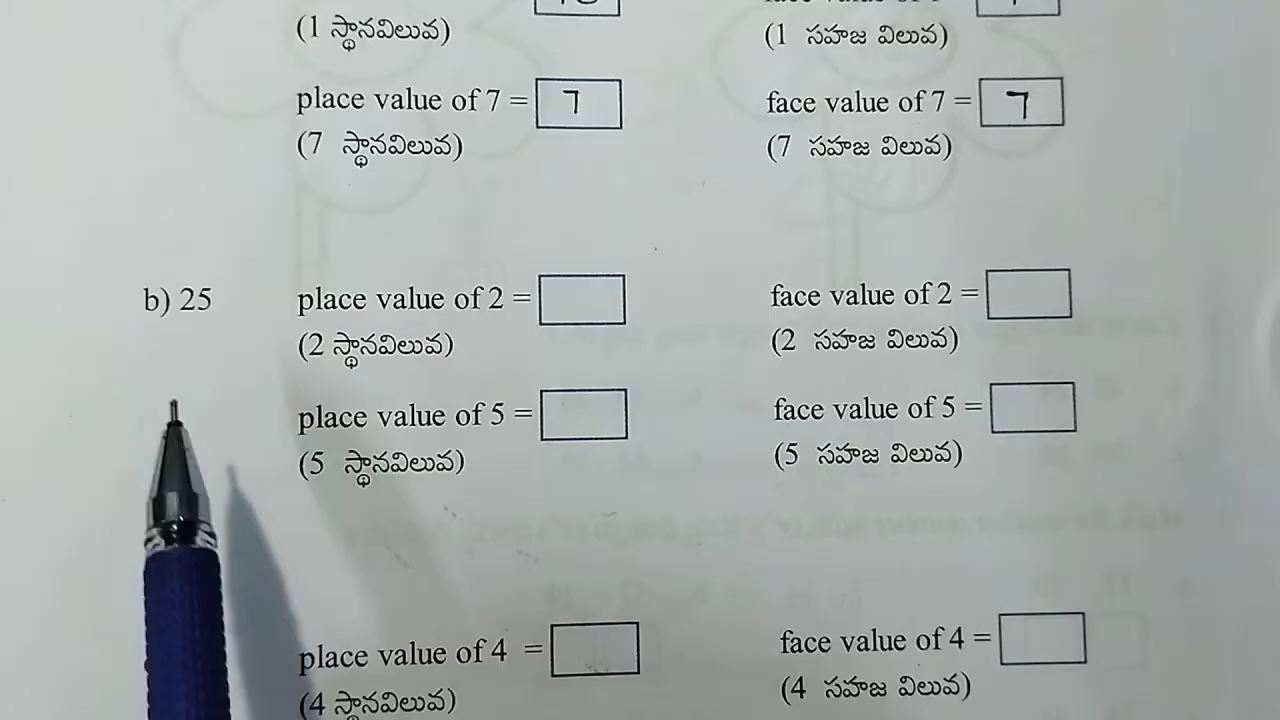 (1 స్థానవిలువ) (1 సహజ విలువ)
place value of 7 = 7 face value of 7 = 7
(7 స్థానవిలువ) (7 సహజ విలువ)
b) 25 place value of 2 = face value of 2 =
(2 స్థానవిలువ) (2 సహజ విలువ)
place value of 5 = face value of 5 =
(5 స్థానవిలువ) (5 సహజ విలువ)
place value of 4 = face value of 4 =
(4 స్థానవిలువ) (4 సహజ విలువ)